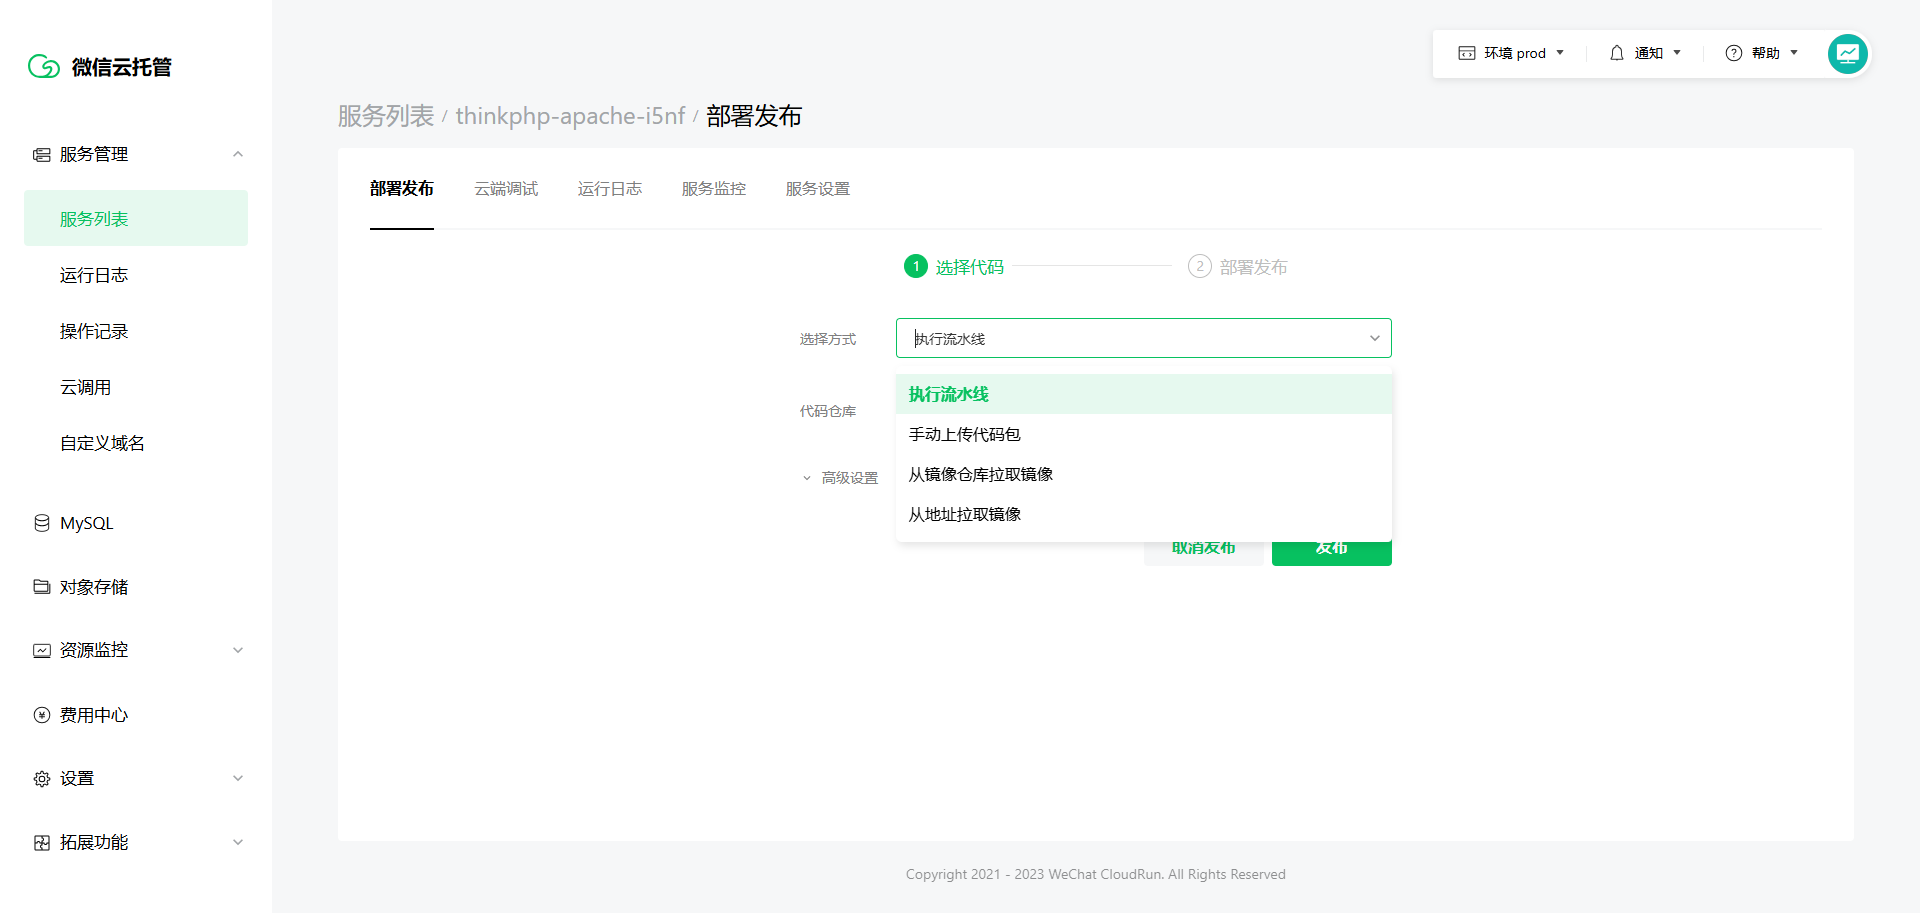 微信云托管
环境 prod
通知
帮助
服务列表 / thinkphp-apache-i5nf / 部署发布
服务管理
服务列表
运行日志
操作记录
云调用
自定义域名
MySQL
对象存储
资源监控
费用中心
设置
拓展功能
部署发布
云端调试
运行日志
服务监控
服务设置
1 选择代码
2 部署发布
选择方式
执行流水线
执行流水线
手动上传代码包
从镜像仓库拉取镜像
从地址拉取镜像
代码仓库
高级设置
取消发布
发布
Copyright 2021 - 2023 WeChat CloudRun. All Rights Reserved